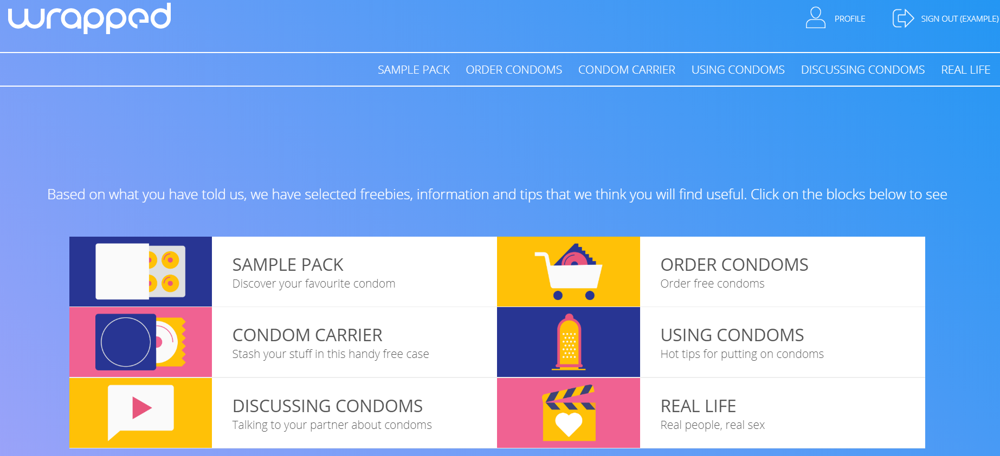 wrapped
PROFILE
SIGN OUT (EXAMPLE)
SAMPLE PACK
ORDER CONDOMS
CONDOM CARRIER
USING CONDOMS
DISCUSSING CONDOMS
REAL LIFE
Based on what you have told us, we have selected freebies, information and tips that we think you will find useful. Click on the blocks below to see
SAMPLE PACK
Discover your favourite condom
ORDER CONDOMS
Order free condoms
CONDOM CARRIER
Stash your stuff in this handy free case
USING CONDOMS
Hot tips for putting on condoms
DISCUSSING CONDOMS
Talking to your partner about condoms
REAL LIFE
Real people, real sex